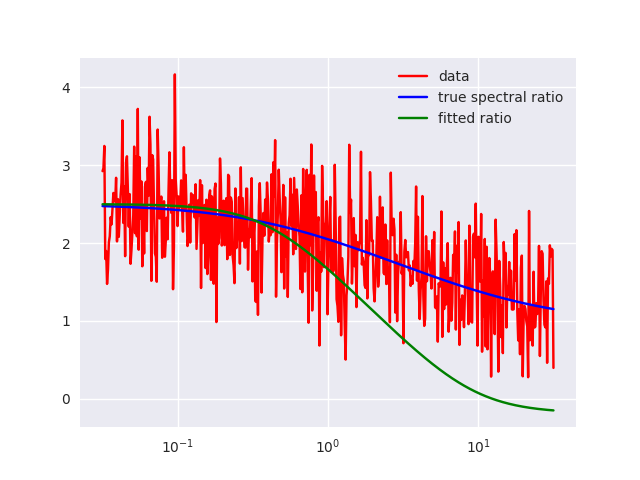 data
true spectral ratio
fitted ratio
4
3
2
1
0
10⁻¹ 10⁰ 10¹